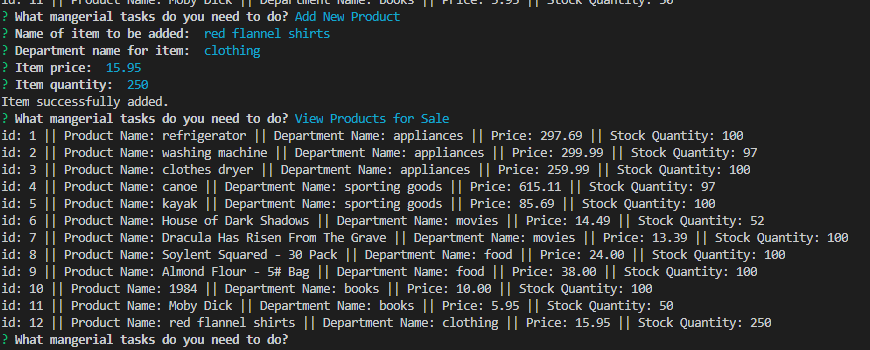 id: 11 || Product Name: Moby Dick || Department Name: books || Price: 5.95 || Stock Quantity: 50
? What mangerial tasks do you need to do? Add New Product
? Name of item to be added:  red flannel shirts
? Department name for item:  clothing
? Item price:  15.95
? Item quantity:  250
Item successfully added.
? What mangerial tasks do you need to do? View Products for Sale
id: 1 || Product Name: refrigerator || Department Name: appliances || Price: 297.69 || Stock Quantity: 100
id: 2 || Product Name: washing machine || Department Name: appliances || Price: 299.99 || Stock Quantity: 97
id: 3 || Product Name: clothes dryer || Department Name: appliances || Price: 259.99 || Stock Quantity: 100
id: 4 || Product Name: canoe || Department Name: sporting goods || Price: 615.11 || Stock Quantity: 97
id: 5 || Product Name: kayak || Department Name: sporting goods || Price: 85.69 || Stock Quantity: 100
id: 6 || Product Name: House of Dark Shadows || Department Name: movies || Price: 14.49 || Stock Quantity: 52
id: 7 || Product Name: Dracula Has Risen From The Grave || Department Name: movies || Price: 13.39 || Stock Quantity: 100
id: 8 || Product Name: Soylent Squared - 30 Pack || Department Name: food || Price: 24.00 || Stock Quantity: 100
id: 9 || Product Name: Almond Flour - 5# Bag || Department Name: food || Price: 38.00 || Stock Quantity: 100
id: 10 || Product Name: 1984 || Department Name: books || Price: 10.00 || Stock Quantity: 100
id: 11 || Product Name: Moby Dick || Department Name: books || Price: 5.95 || Stock Quantity: 50
id: 12 || Product Name: red flannel shirts || Department Name: clothing || Price: 15.95 || Stock Quantity: 250
? What mangerial tasks do you need to do?